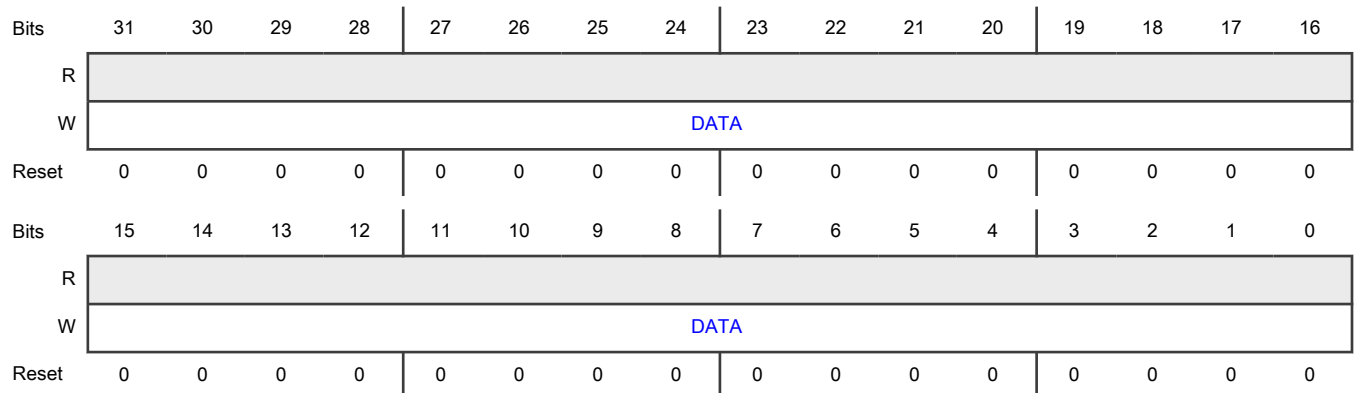 Bits 31 30 29 28 27 26 25 24 23 22 21 20 19 18 17 16
R
W DATA
Reset 0 0 0 0 0 0 0 0 0 0 0 0 0 0 0 0
Bits 15 14 13 12 11 10 9 8 7 6 5 4 3 2 1 0
R
W DATA
Reset 0 0 0 0 0 0 0 0 0 0 0 0 0 0 0 0